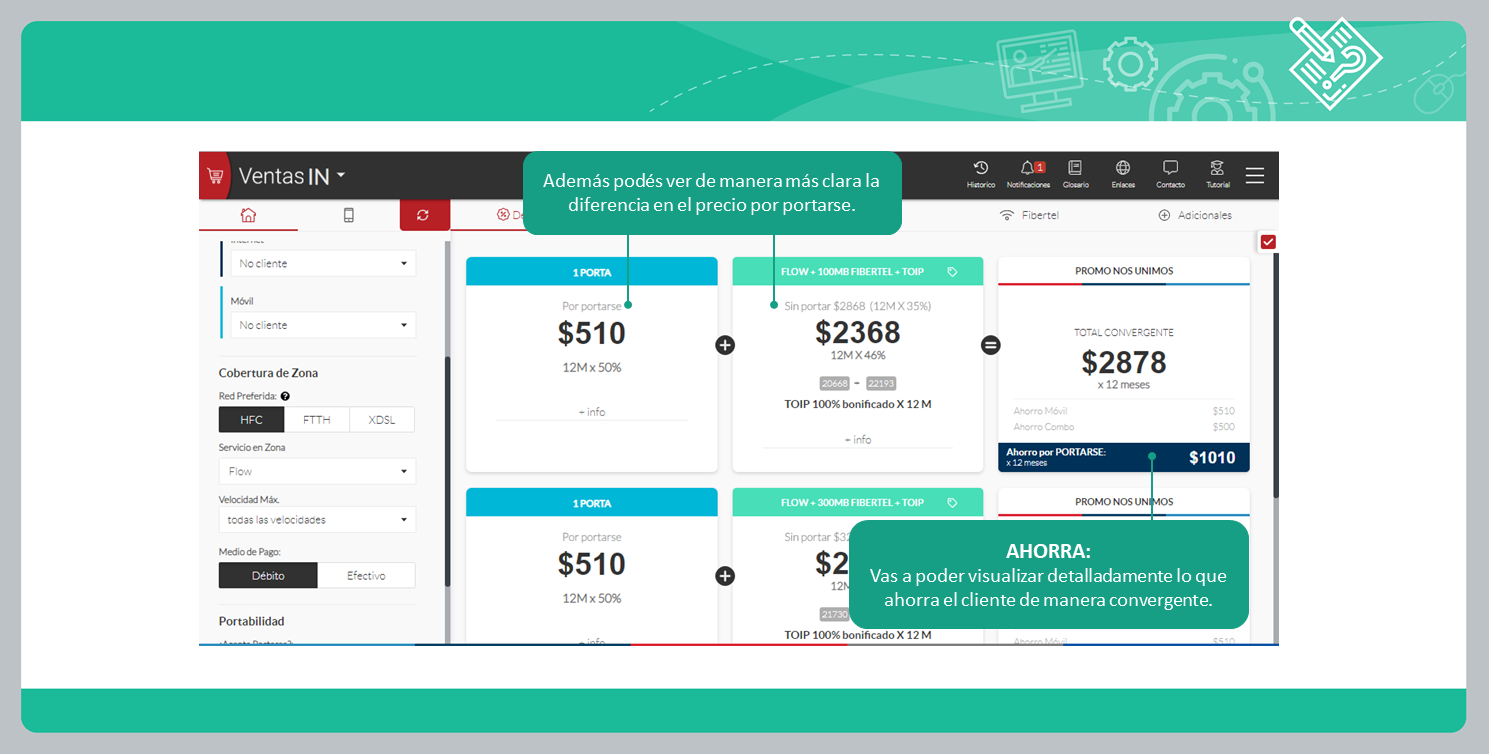 Ventas IN
Además podés ver de manera más clara la
diferencia en el precio por portarse.
Historico
Notificaciones
1
Glosario
Enlaces
Contacto
Tutorial
De
Fibertel
Adicionales
Internet
No cliente
Móvil
No cliente
Cobertura de Zona
Red Preferida: ?
HFC
FTTH
XDSL
Servicio en Zona
Flow
Velocidad Máx.
todas las velocidades
Medio de Pago:
Débito
Efectivo
Portabilidad
1 PORTA
Por portarse
$510
12M x 50%
+ info
+
FLOW + 100MB FIBERTEL + TOIP
Sin portar $2868 (12M X 35%)
$2368
12M X 46%
20668 - 22193
TOIP 100% bonificado X 12 M
+ info
=
PROMO NOS UNIMOS
TOTAL CONVERGENTE
$2878
x 12 meses
Ahorro Móvil $510
Ahorro Combo $500
Ahorro por PORTARSE:
x 12 meses
$1010
1 PORTA
Por portarse
$510
12M x 50%
+ info
+
FLOW + 300MB FIBERTEL + TOIP
Sin portar $32
$2
12M
21730
TOIP 100% bonificado X 12 M
PROMO NOS UNIMOS
AHORRA:
Vas a poder visualizar detalladamente lo que
ahorra el cliente de manera convergente.
Ahorro Móvil $510